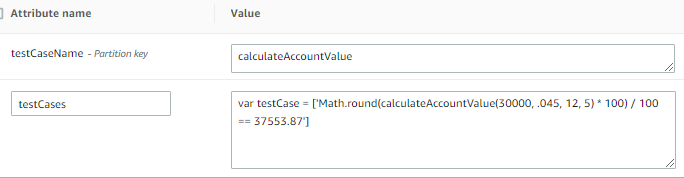 Attribute name Value
testCaseName - Partition key calculateAccountValue
testCases var testCase = ['Math.round(calculateAccountValue(30000, .045, 12, 5) * 100) / 100
== 37553.87']